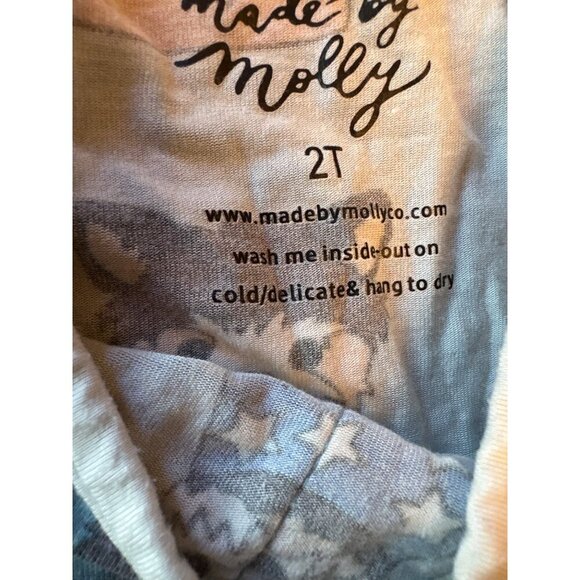 made by
molly
2T
www.madebymollyco.com
wash me inside-out on
cold/delicate& hang to dry